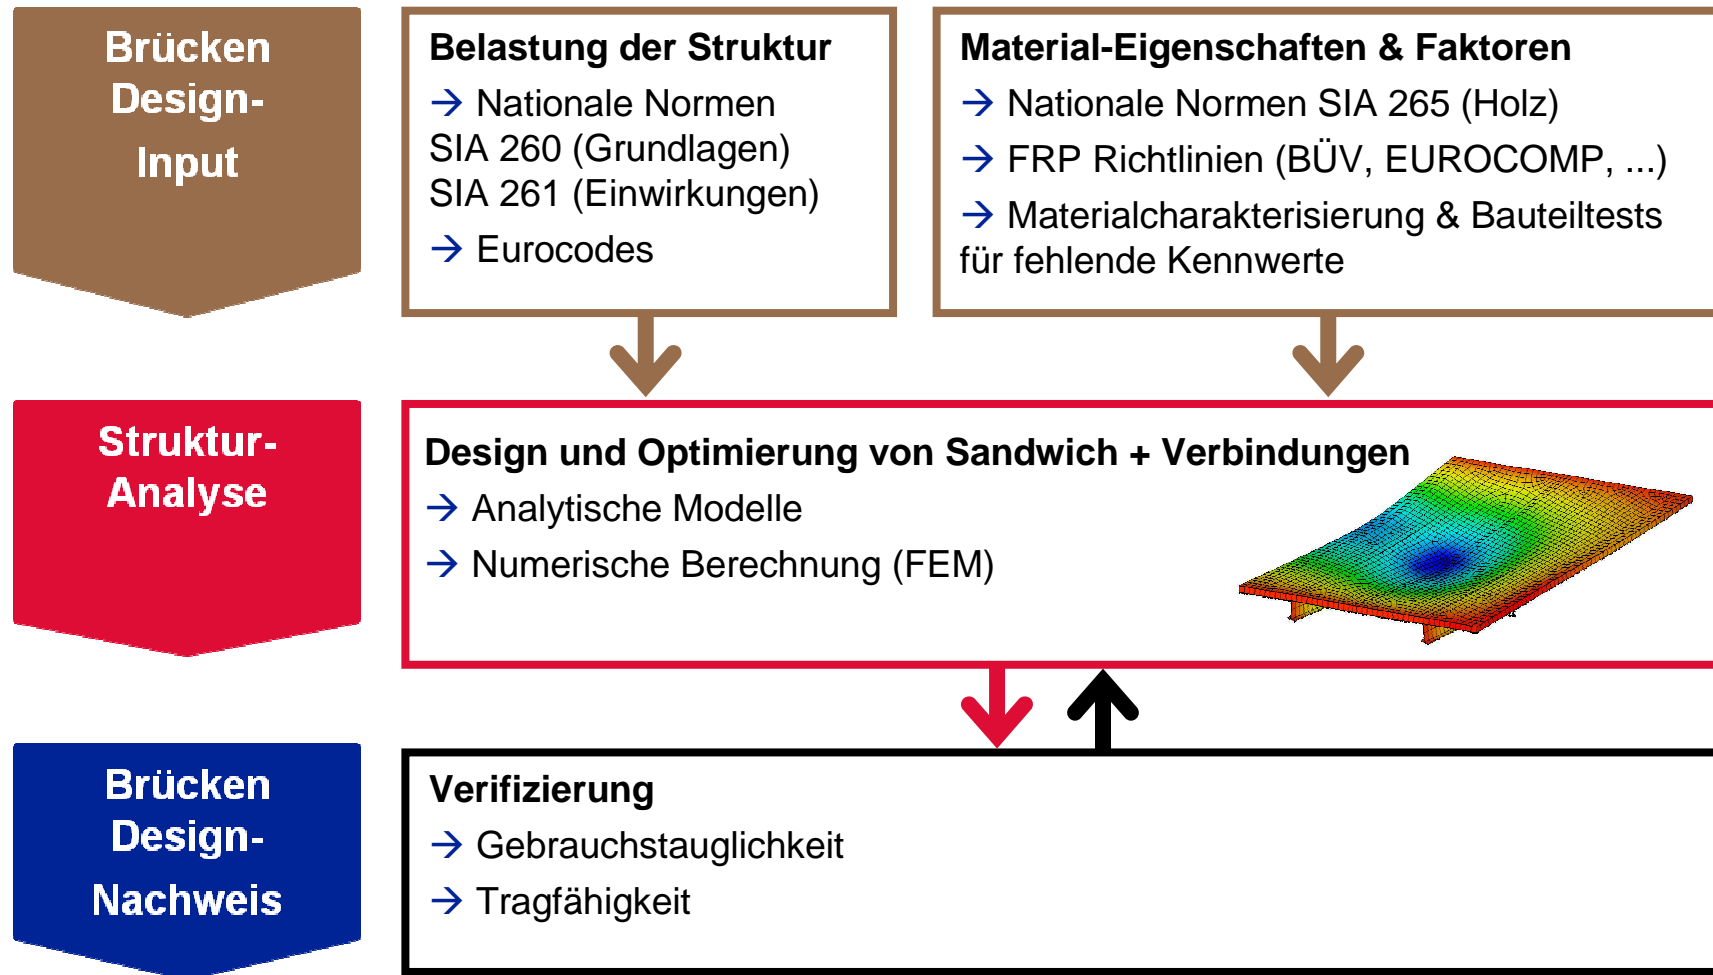 Brücken
Design-
Input
Belastung der Struktur
→ Nationale Normen
SIA 260 (Grundlagen)
SIA 261 (Einwirkungen)
→ Eurocodes
Material-Eigenschaften & Faktoren
→ Nationale Normen SIA 265 (Holz)
→ FRP Richtlinien (BÜV, EUROCOMP, ...)
→ Materialcharakterisierung & Bauteiltests
für fehlende Kennwerte
Struktur-
Analyse
Design und Optimierung von Sandwich + Verbindungen
→ Analytische Modelle
→ Numerische Berechnung (FEM)
Brücken
Design-
Nachweis
Verifizierung
→ Gebrauchstauglichkeit
→ Tragfähigkeit